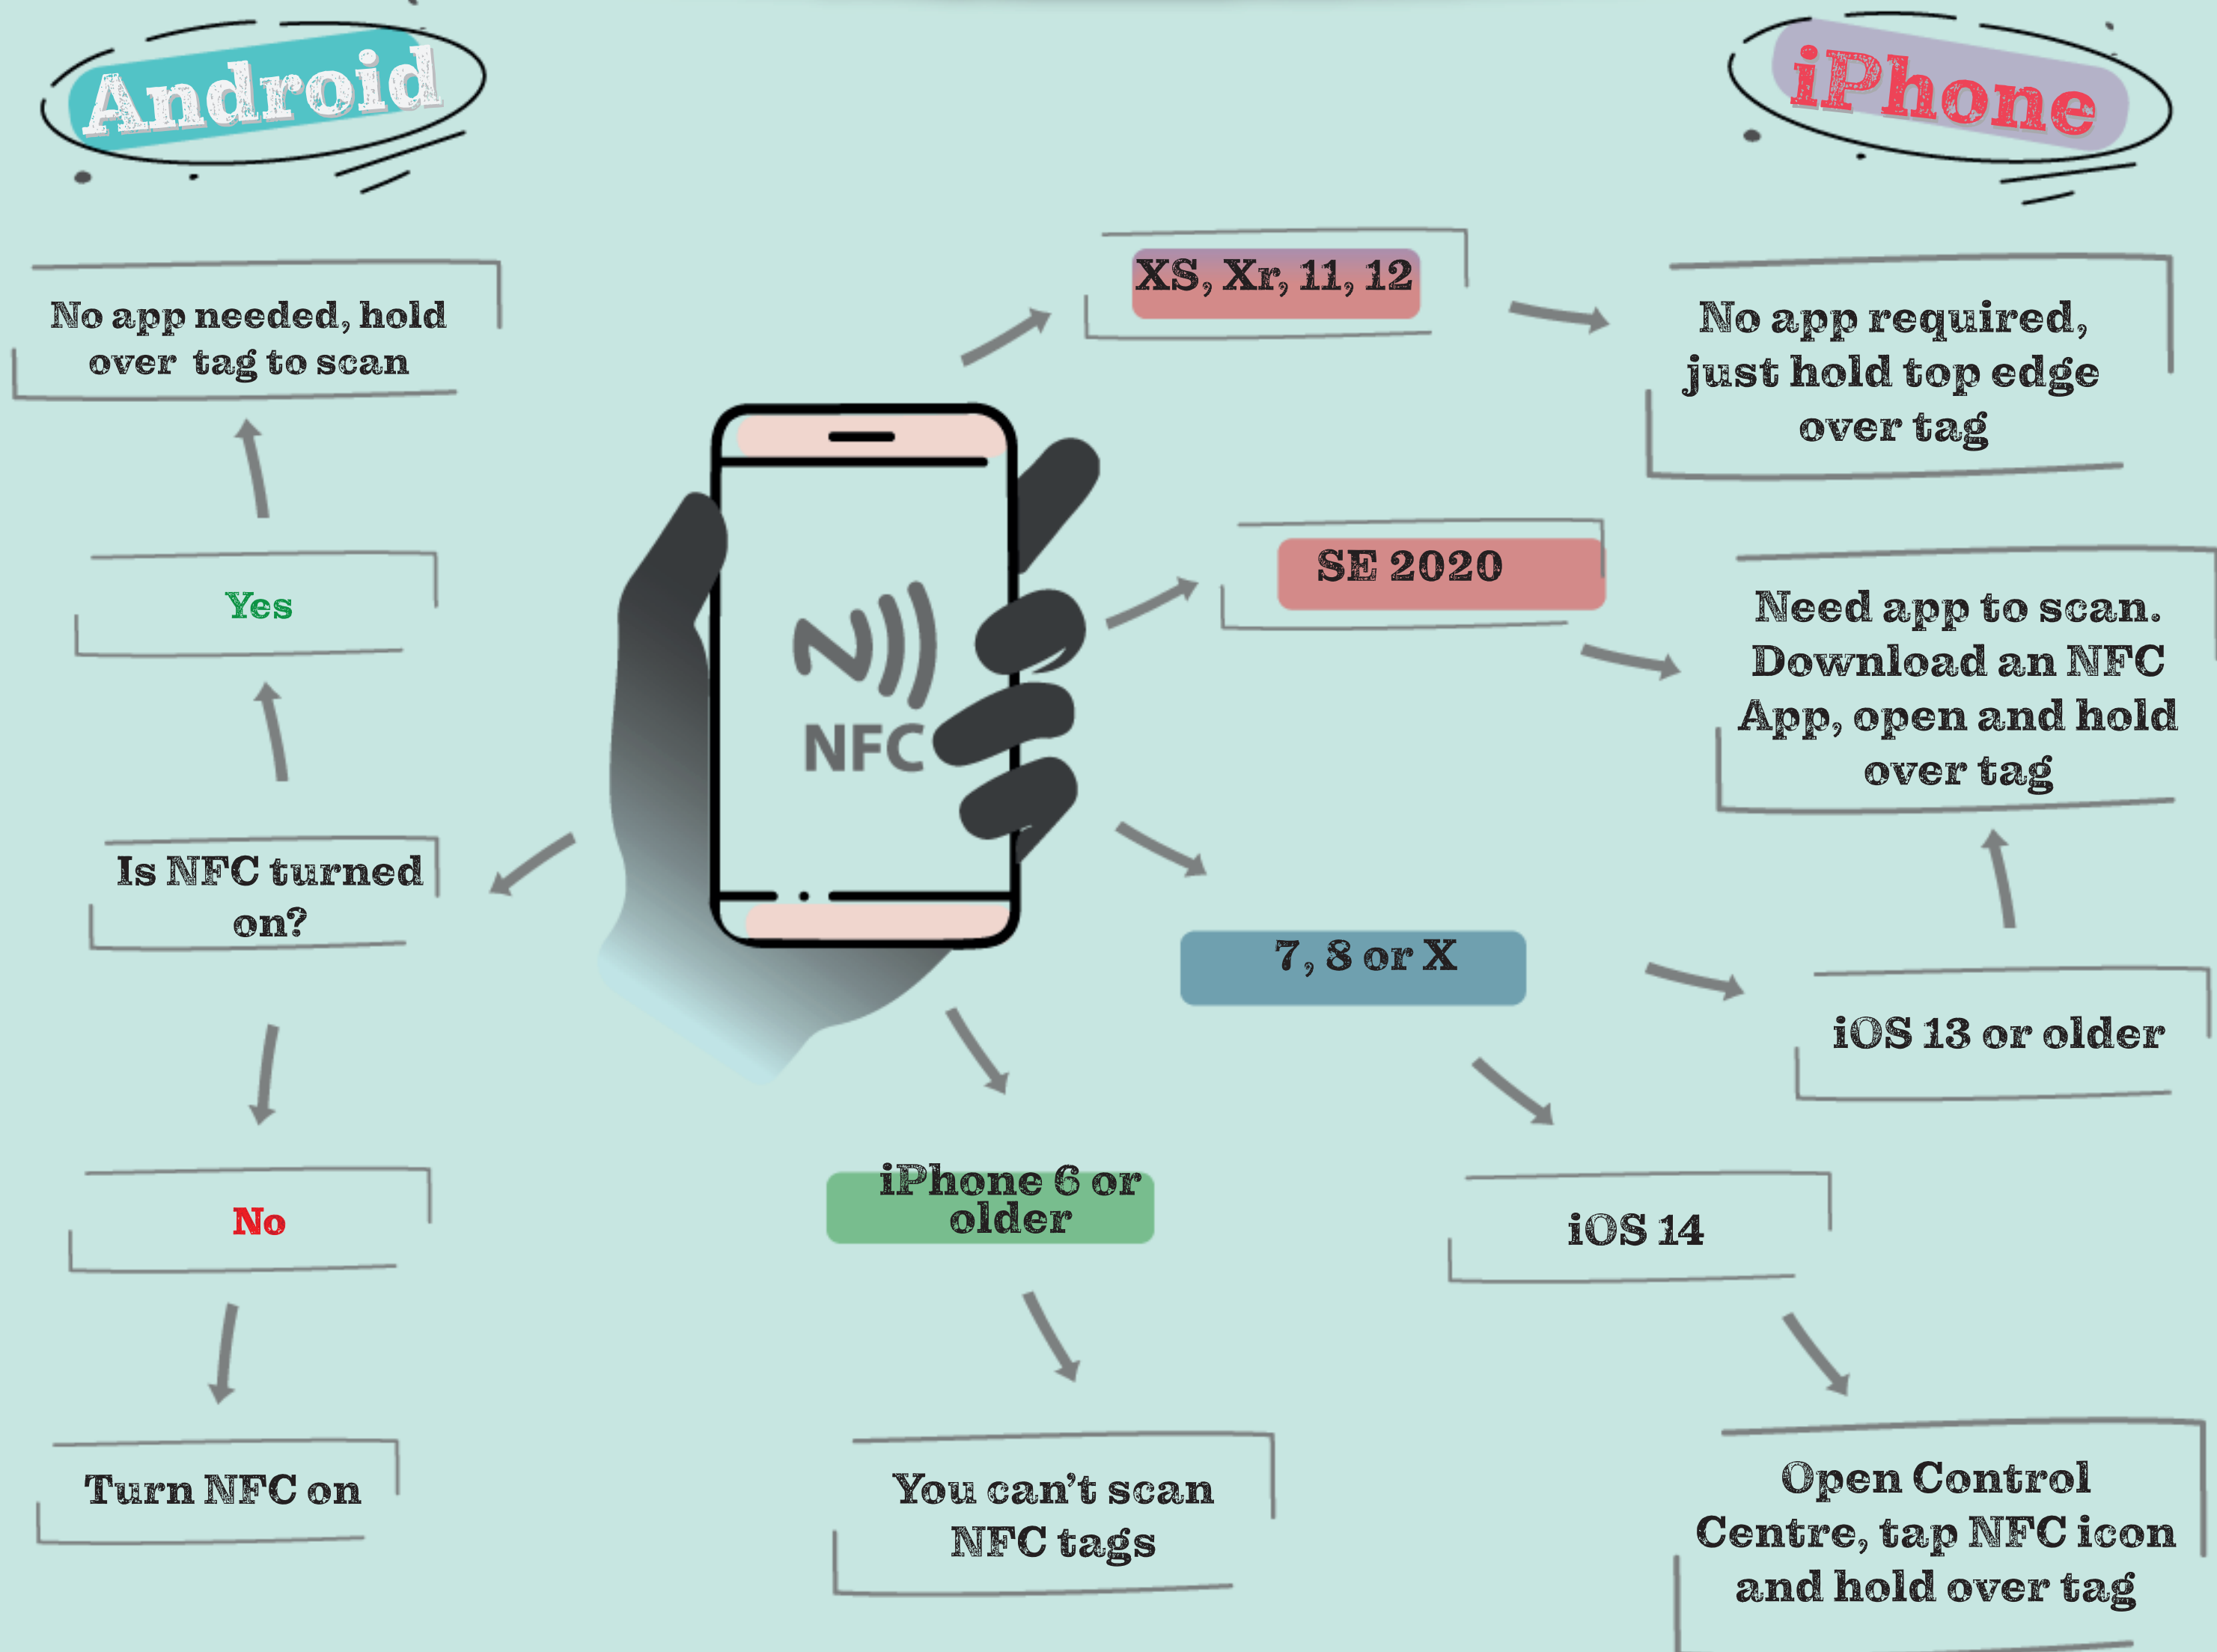 Android
iPhone
No app needed, hold
over tag to scan
Yes
Is NFC turned
on?
No
Turn NFC on
NFC
XS, Xr, 11, 12
No app required,
just hold top edge
over tag
SE 2020
Need app to scan.
Download an NFC
App, open and hold
over tag
7, 8 or X
iOS 13 or older
iOS 14
Open Control
Centre, tap NFC icon
and hold over tag
iPhone 6 or
older
You can't scan
NFC tags